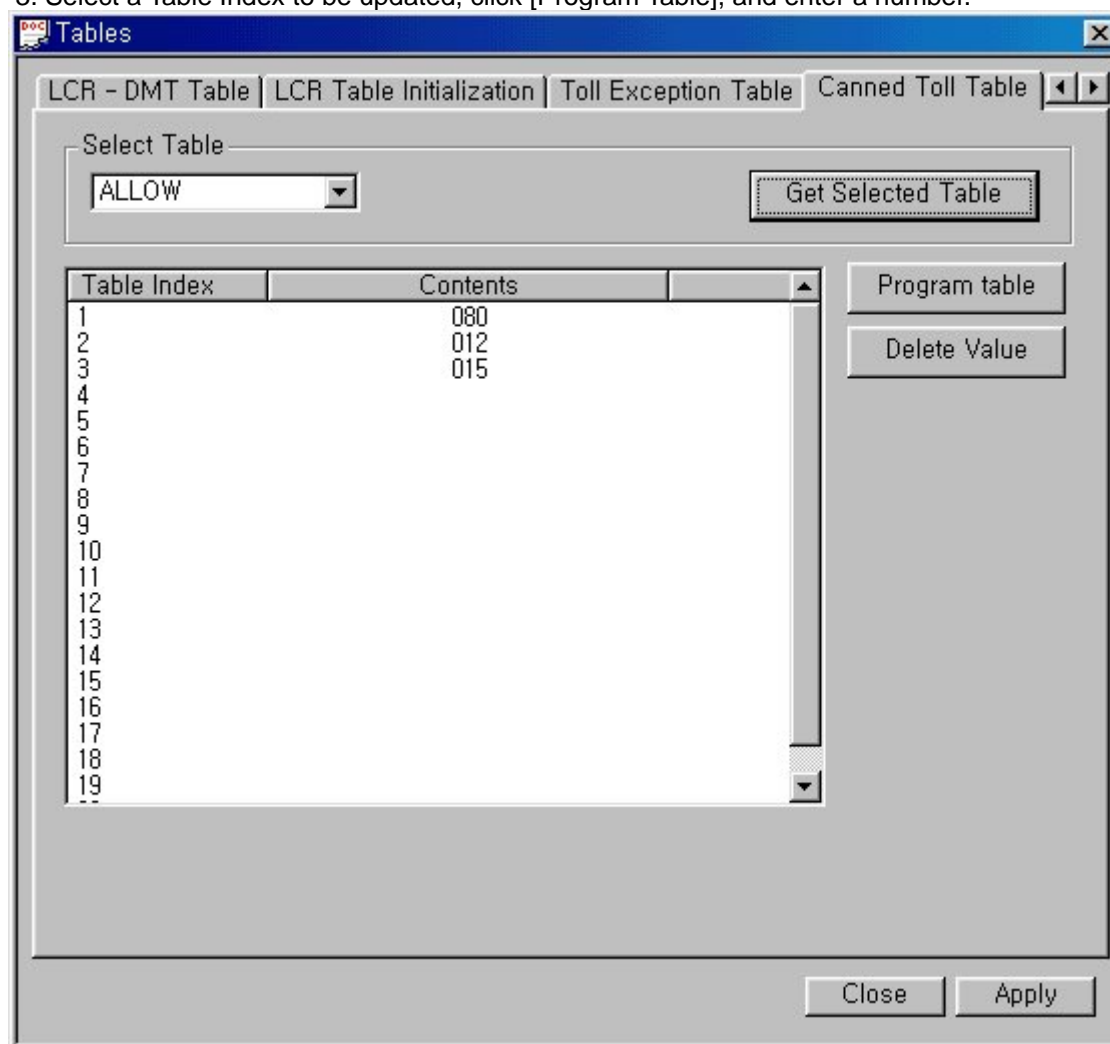 3. Select a Table Index to be updated, click [Program Table], and enter a number.
Tables
LCR - DMT Table LCR Table Initialization Toll Exception Table Canned Toll Table
Select Table
ALLOW Get Selected Table
Table Index Contents Program table
1 080
2 012 Delete Value
3 015
4
5
6
7
8
9
10
11
12
13
14
15
16
17
18
19
Close Apply